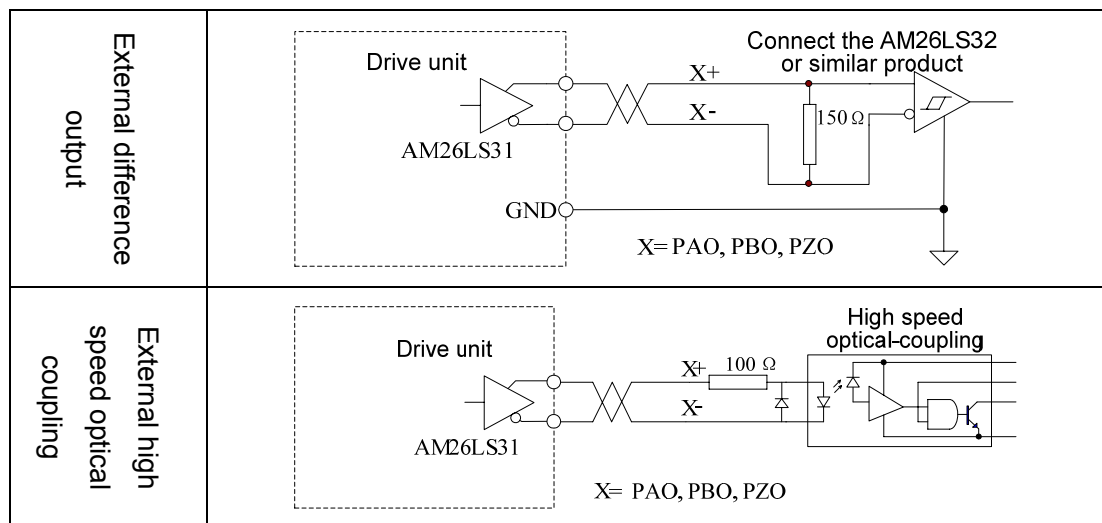 External difference
output
Drive unit
AM26LS31
X+
X-
Connect the AM26LS32
or similar product
150 Ω
GND
X= PAO, PBO, PZO
External high
speed optical
coupling
Drive unit
AM26LS31
X+
100 Ω
X-
High speed
optical-coupling
X= PAO, PBO, PZO